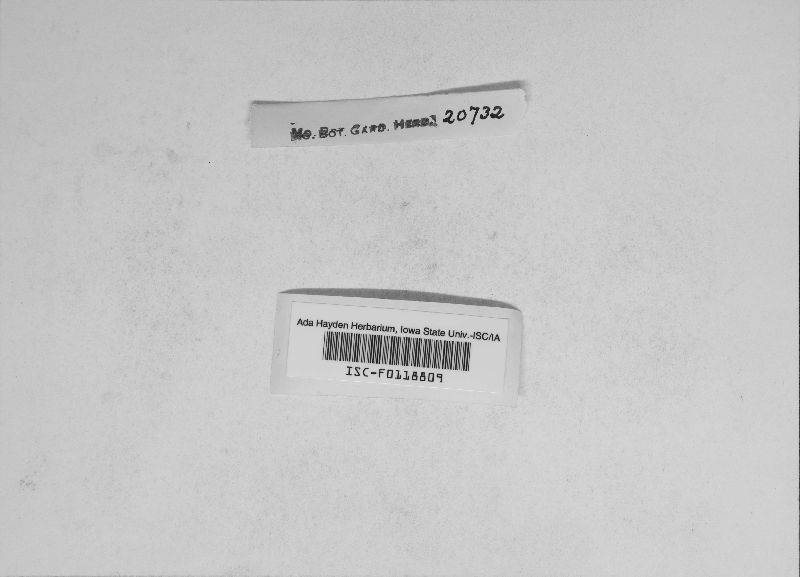 Mo. Bot. Gard. Herb. 20732
Ada Hayden Herbarium, Iowa State Univ.-ISC/IA
ISC-F0118809